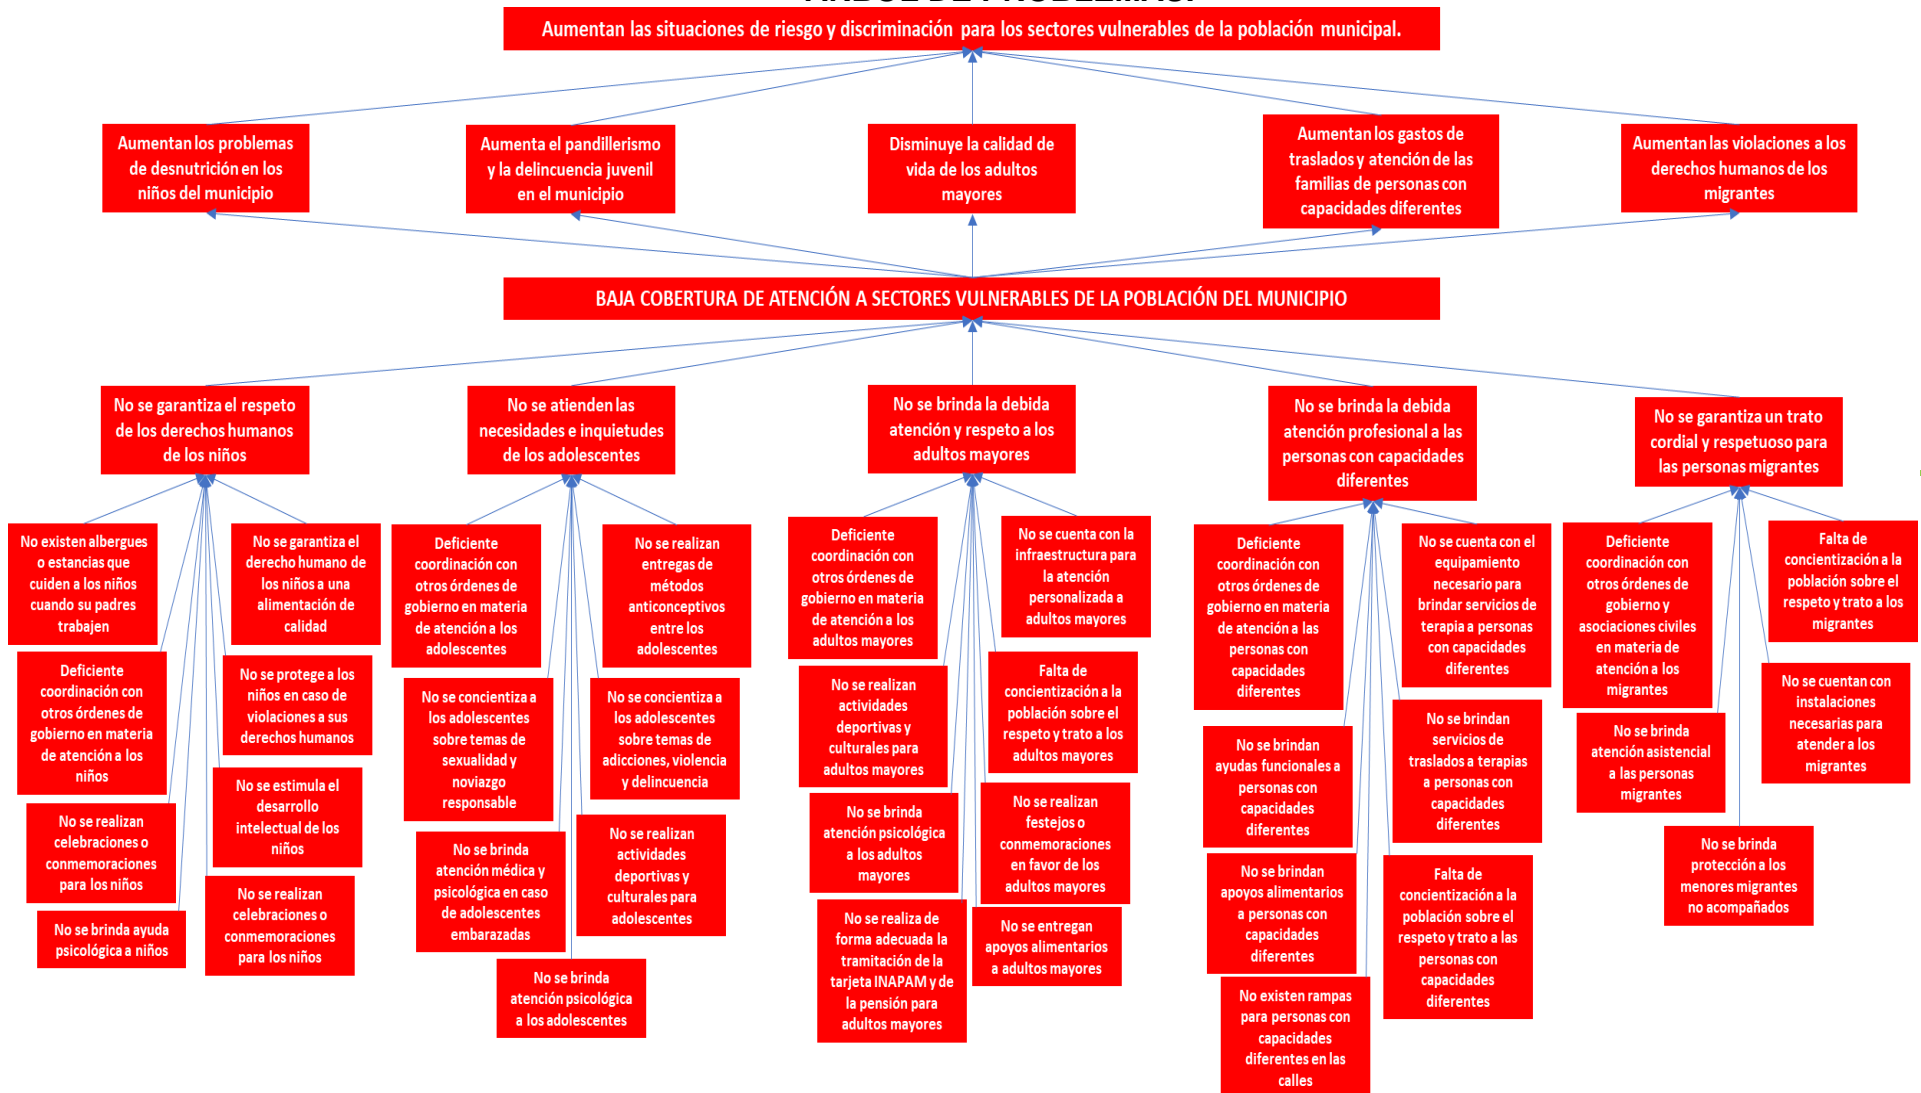 ÁRBOL DE PROBLEMAS.
Aumentan las situaciones de riesgo y discriminación para los sectores vulnerables de la población municipal.
Aumentan los problemas
de desnutrición en los
niños del municipio
Aumenta el pandillerismo
y la delincuencia juvenil
en el municipio
Disminuye la calidad de
vida de los adultos
mayores
Aumentan los gastos de
traslados y atención de las
familias de personas con
capacidades diferentes
Aumentan las violaciones a los
derechos humanos de los
migrantes
BAJA COBERTURA DE ATENCIÓN A SECTORES VULNERABLES DE LA POBLACIÓN DEL MUNICIPIO
No se garantiza el respeto
de los derechos humanos
de los niños
No se atienden las
necesidades e inquietudes
de los adolescentes
No se brinda la debida
atención y respeto a los
adultos mayores
No se brinda la debida
atención profesional a las
personas con capacidades
diferentes
No se garantiza un trato
cordial y respetuoso para
las personas migrantes
No existen albergues
o estancias que
cuiden a los niños
cuando su padres
trabajen
No se garantiza el
derecho humano de
los niños a una
alimentación de
calidad
Deficiente
coordinación con
otros órdenes de
gobierno en materia
de atención a los
niños
No se protege a los
niños en caso de
violaciones a sus
derechos humanos
No se realizan
celebraciones o
conmemoraciones
para los niños
No se estimula el
desarrollo
intelectual de los
niños
No se brinda ayuda
psicológica a niños
No se realizan
celebraciones o
conmemoraciones
para los niños
Deficiente
coordinación con
otros órdenes de
gobierno en materia
de atención a los
adolescentes
No se realizan
entregas de
métodos
anticonceptivos
entre los
adolescentes
No se concientiza a
los adolescentes
sobre temas de
sexualidad y
noviazgo
responsable
No se concientiza a
los adolescentes
sobre temas de
adicciones, violencia
y delincuencia
No se brinda
atención médica y
psicológica en caso
de adolescentes
embarazadas
No se realizan
actividades
deportivas y
culturales para
adolescentes
No se brinda
atención psicológica
a los adolescentes
Deficiente
coordinación con
otros órdenes de
gobierno en materia
de atención a los
adultos mayores
No se cuenta con la
infraestructura para
la atención
personalizada a
adultos mayores
No se realizan
actividades
deportivas y
culturales para
adultos mayores
Falta de
concientización a la
población sobre el
respeto y trato a los
adultos mayores
No se brinda
atención psicológica
a los adultos
mayores
No se realizan
festejos o
conmemoraciones
en favor de los
adultos mayores
No se realiza de
forma adecuada la
tramitación de la
tarjeta INAPAM y de
la pensión para
adultos mayores
No se entregan
apoyos alimentarios
a adultos mayores
Deficiente
coordinación con
otros órdenes de
gobierno en materia
de atención a las
personas con
capacidades
diferentes
No se cuenta con el
equipamiento
necesario para
brindar servicios de
terapia a personas
con capacidades
diferentes
No se brindan
ayudas funcionales a
personas con
capacidades
diferentes
No se brindan
servicios de
traslados a terapias
a personas con
capacidades
diferentes
No se brindan
apoyos alimentarios
a personas con
capacidades
diferentes
Falta de
concientización a la
población sobre el
respeto y trato a las
personas con
capacidades
diferentes
No existen rampas
para personas con
capacidades
diferentes en las
calles
Deficiente
coordinación con
otros órdenes de
gobierno y
asociaciones civiles
en materia de
atención a los
migrantes
Falta de
concientización a la
población sobre el
respeto y trato a los
migrantes
No se brinda
atención asistencial
a las personas
migrantes
No se cuentan con
instalaciones
necesarias para
atender a los
migrantes
No se brinda
protección a los
menores migrantes
no acompañados